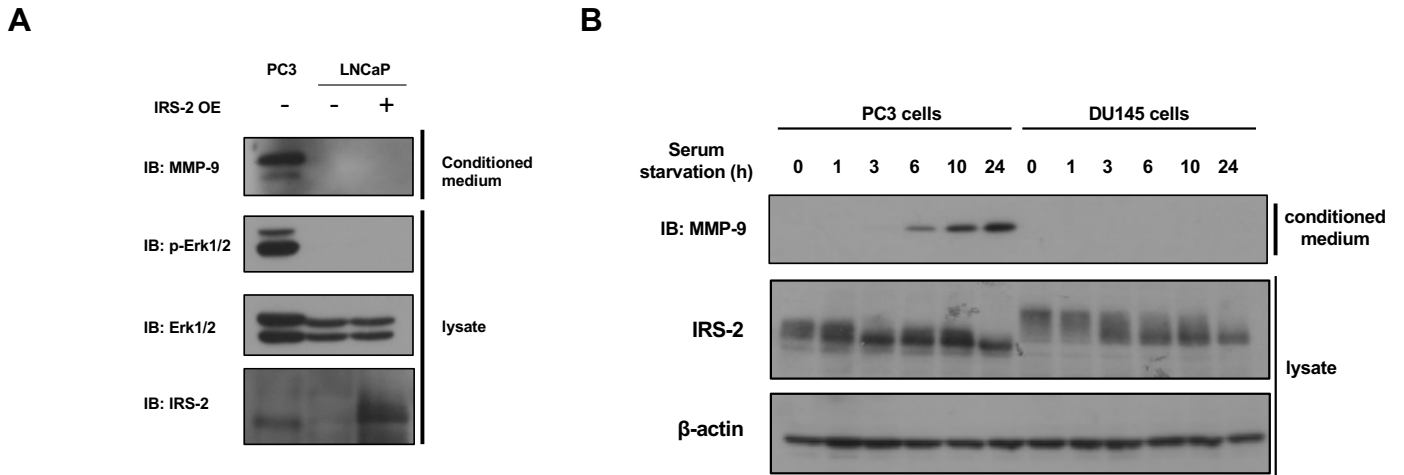 A
PC3 LNCaP
IRS-2 OE - - +
IB: MMP-9
Conditioned
medium
IB: p-Erk1/2
IB: Erk1/2
lysate
IB: IRS-2
B
PC3 cells DU145 cells
Serum
starvation (h) 0 1 3 6 10 24 0 1 3 6 10 24
IB: MMP-9
conditioned
medium
IRS-2
lysate
β-actin